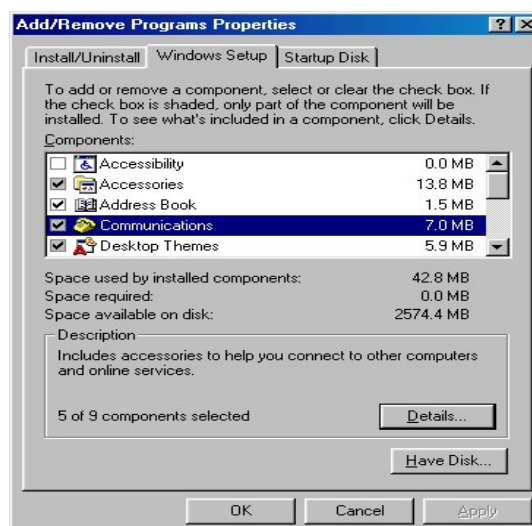 Add/Remove Programs Properties
Install/Uninstall Windows Setup Startup Disk
To add or remove a component, select or clear the check box. If
the check box is shaded, only part of the component will be
installed. To see what's included in a component, click Details.
Components:
Accessibility 0.0 MB
Accessories 13.8 MB
Address Book 1.5 MB
Communications 7.0 MB
Desktop Themes 5.9 MB
Space used by installed components: 42.8 MB
Space required: 0.0 MB
Space available on disk: 2574.4 MB
Description
Includes accessories to help you connect to other computers
and online services.
5 of 9 components selected Details...
Have Disk...
OK Cancel Apply